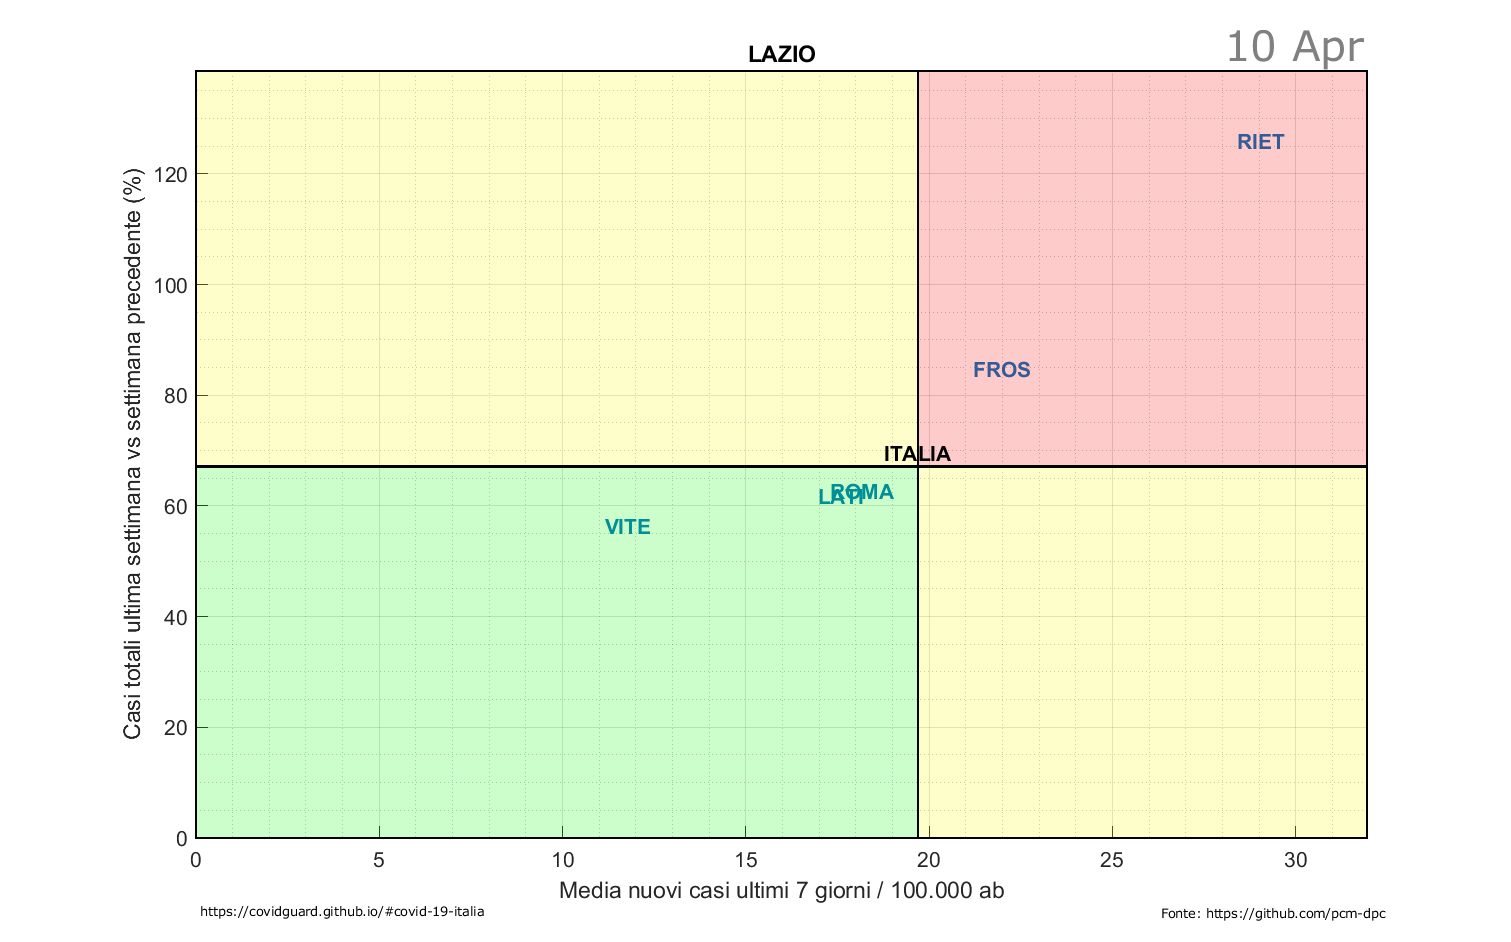 10 Apr
LAZIO
Casi totali ultima settimana vs settimana precedente (%)
120
100
80
60
40
20
0
RIET
FROS
ITALIA
ROMA
LATI
VITE
0 5 10 15 20 25 30
Media nuovi casi ultimi 7 giorni / 100.000 ab
https://covidguard.github.io/#covid-19-italia
Fonte: https://github.com/pcm-dpc